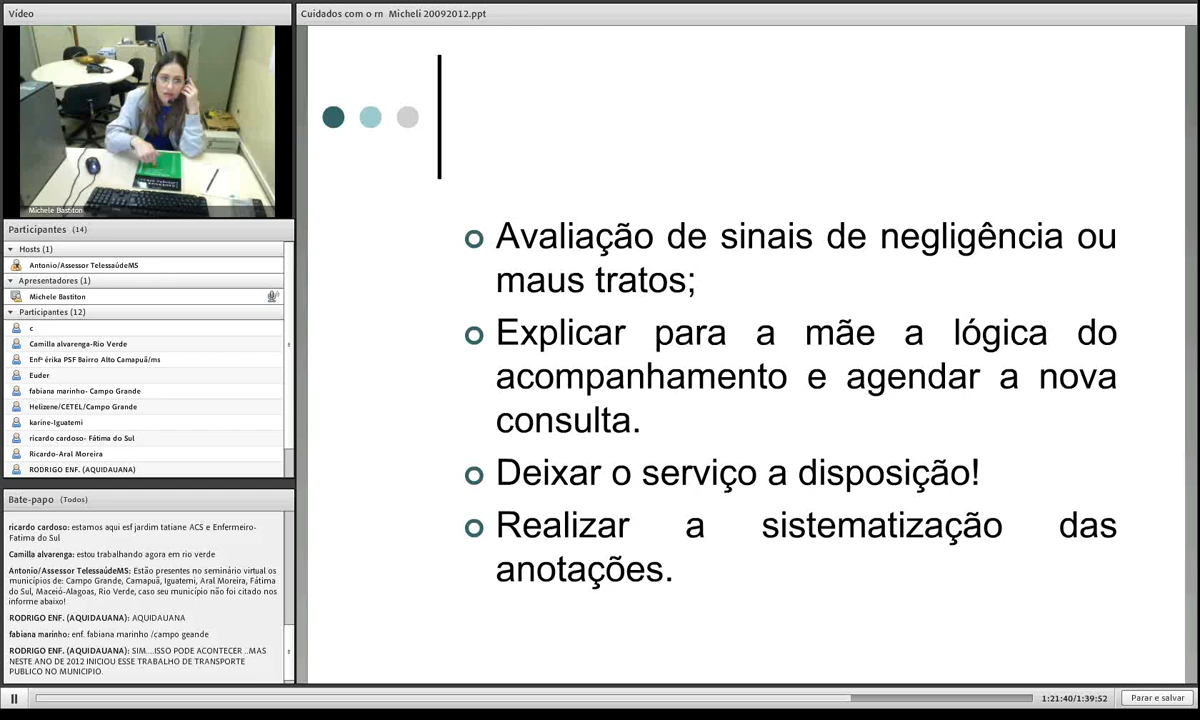 Vídeo
Michele Bastiton
Participantes (14)
Hosts (1)
Antonio/Assessor TelessaúdeMS
Apresentadores (1)
Michele Bastiton
Participantes (12)
c
Camilla alvarenga-Rio Verde
Enfª érika PSF Bairro Alto Camapuã/ms
Euder
fabiana marinho- Campo Grande
Helizene/CETEL/Campo Grande
karine-Iguatemi
ricardo cardoso- Fátima do Sul
Ricardo-Aral Moreira
RODRIGO ENF. (AQUIDAUANA)
Bate-papo (Todos)
ricardo cardoso: estamos aqui esf jardim tatiane ACS e Enfermeiro-
Fatima do Sul
Camilla alvarenga: estou trabalhando agora em rio verde
Antonio/Assessor TelessaúdeMS: Estão presentes no seminário virtual os
municípios de: Campo Grande, Camapuã, Iguatemi, Aral Moreira, Fátima
do Sul, Maceió-Alagoas, Rio Verde, caso seu município não foi citado nos
informe abaixo!
RODRIGO ENF. (AQUIDAUANA): AQUIDAUANA
fabiana marinho: enf. fabiana marinho /campo geande
RODRIGO ENF. (AQUIDAUANA): SIM....ISSO PODE ACONTECER ..MAS
NESTE ANO DE 2012 INICIOU ESSE TRABALHO DE TRANSPORTE
PUBLICO NO MUNICIPIO.
Cuidados com o rn Micheli 20092012.ppt
Avaliação de sinais de negligência ou
maus tratos;
Explicar para a mãe a lógica do
acompanhamento e agendar a nova
consulta.
Deixar o serviço a disposição!
Realizar a sistematização das
anotações.
1:21:40/1:39:52
Parar e salvar